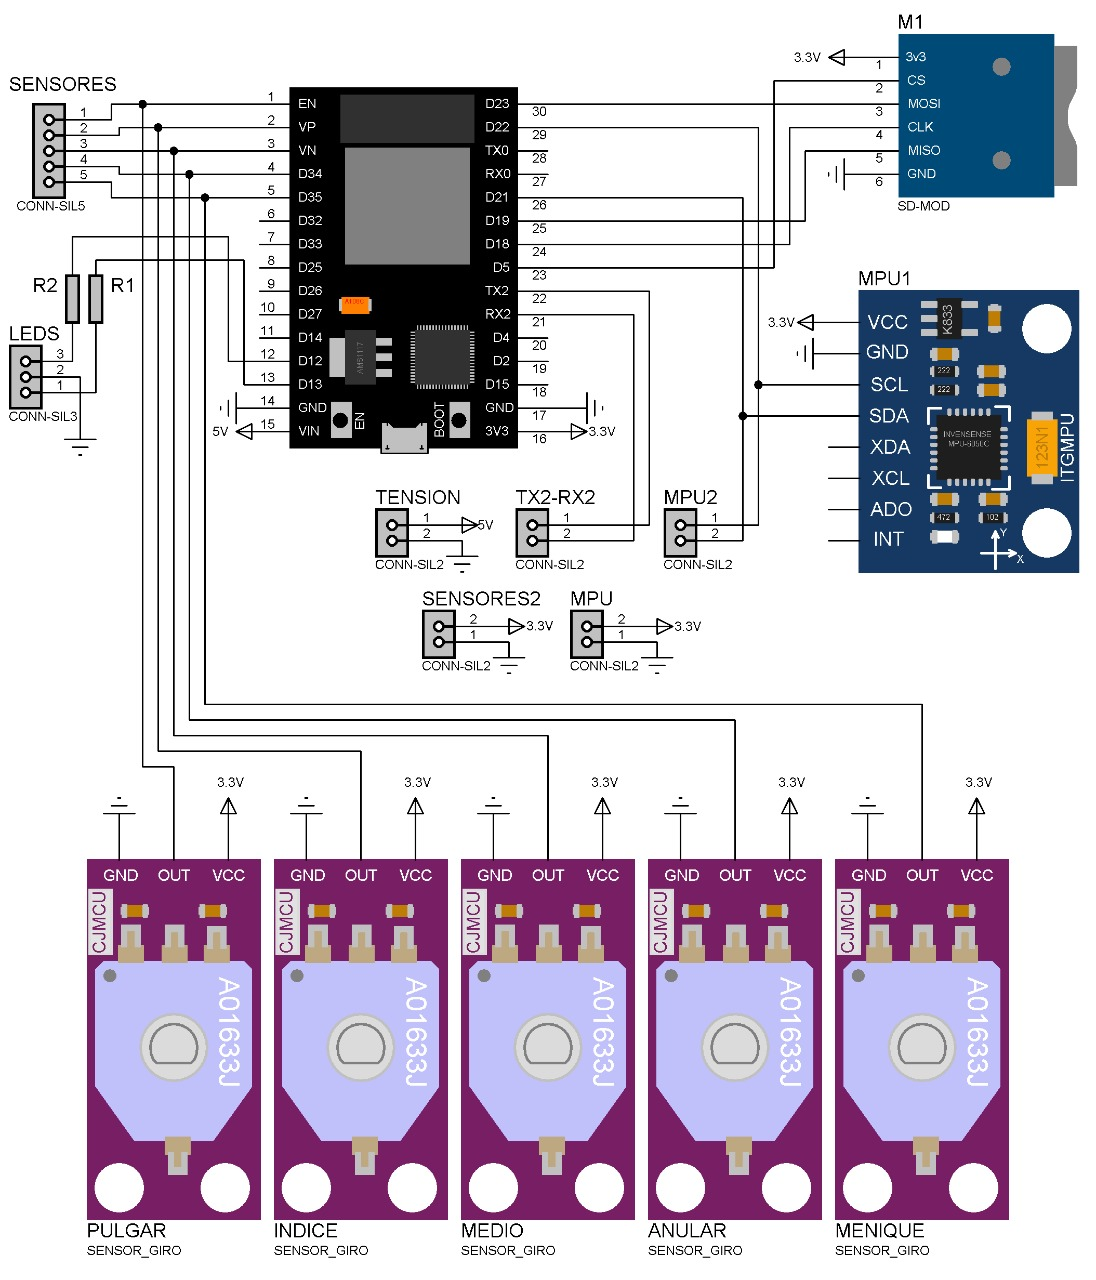 M1
3.3V
1 3v3
2 CS
3 MOSI
4 CLK
5 MISO
6 GND
SD-MOD
SENSORES
1
2
3
4
5
CONN-SIL5
1 EN
2 VP
3 VN
4 D34
5 D35
6 D32
7 D33
8 D25
9 D26
10 D27
11 D14
12 D12
13 D13
14 GND
5V 15 VIN
D23 30
D22 29
TX0 28
RX0 27
D21 26
D19 25
D18 24
D5 23
TX2 22
RX2 21
D4 20
D2 19
D15 18
GND 17
3V3 16 3.3V
EN
BOOT
R2 R1
LEDS
3
2
1
CONN-SIL3
MPU1
3.3V VCC
GND
SCL
SDA
XDA
XCL
ADO
INT
K833
222
222
INVENSENSE
472 102
123N1
ITGMPU
Y
X
TENSION
1 5V
2
CONN-SIL2
TX2-RX2
1
2
CONN-SIL2
MPU2
1
2
CONN-SIL2
SENSORES2
2 3.3V
1
CONN-SIL2
MPU
2 3.3V
1
CONN-SIL2
3.3V 3.3V 3.3V 3.3V 3.3V
GND OUT VCC GND OUT VCC GND OUT VCC GND OUT VCC GND OUT VCC
CJMCU CJMCU CJMCU CJMCU CJMCU
A01633J A01633J A01633J A01633J A01633J
PULGAR INDICE MEDIO ANULAR MENIQUE
SENSOR_GIRO SENSOR_GIRO SENSOR_GIRO SENSOR_GIRO SENSOR_GIRO